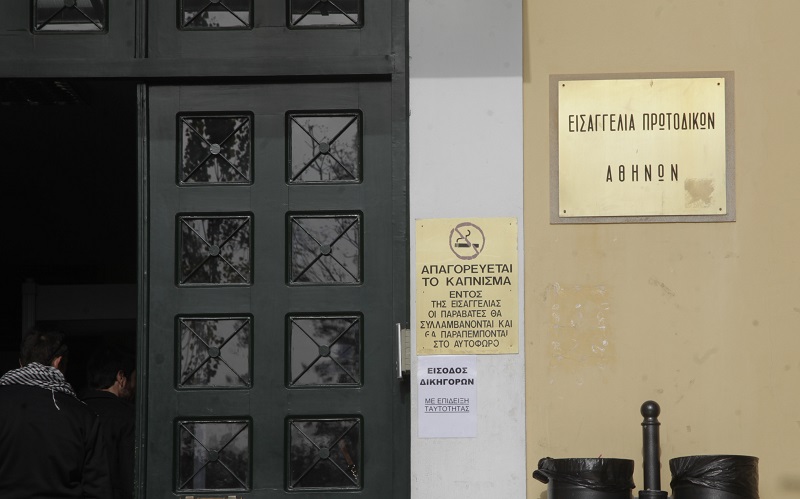 ΕΙΣΑΓΓΕΛΙΑ ΠΡΩΤΟΔΙΚΩΝ
ΑΘΗΝΩΝ
ΑΠΑΓΟΡΕΥΕΤΑΙ
ΤΟ ΚΑΠΝΙΣΜΑ
ΕΝΤΟΣ
ΤΗΣ ΕΙΣΑΓΓΕΛΙΑΣ
ΟΙ ΠΑΡΑΒΑΤΕΣ ΘΑ
ΣΥΛΛΑΜΒΑΝΟΝΤΑΙ ΚΑΙ
ΘΑ ΠΑΡΑΠΕΜΠΟΝΤΑΙ
ΣΤΟ ΑΥΤΟΦΩΡΟ
ΕΙΣΟΔΟΣ
ΔΙΚΗΓΟΡΩΝ
ΜΕ ΕΠΙΔΕΙΞΗ
ΤΑΥΤΟΤΗΤΑΣ